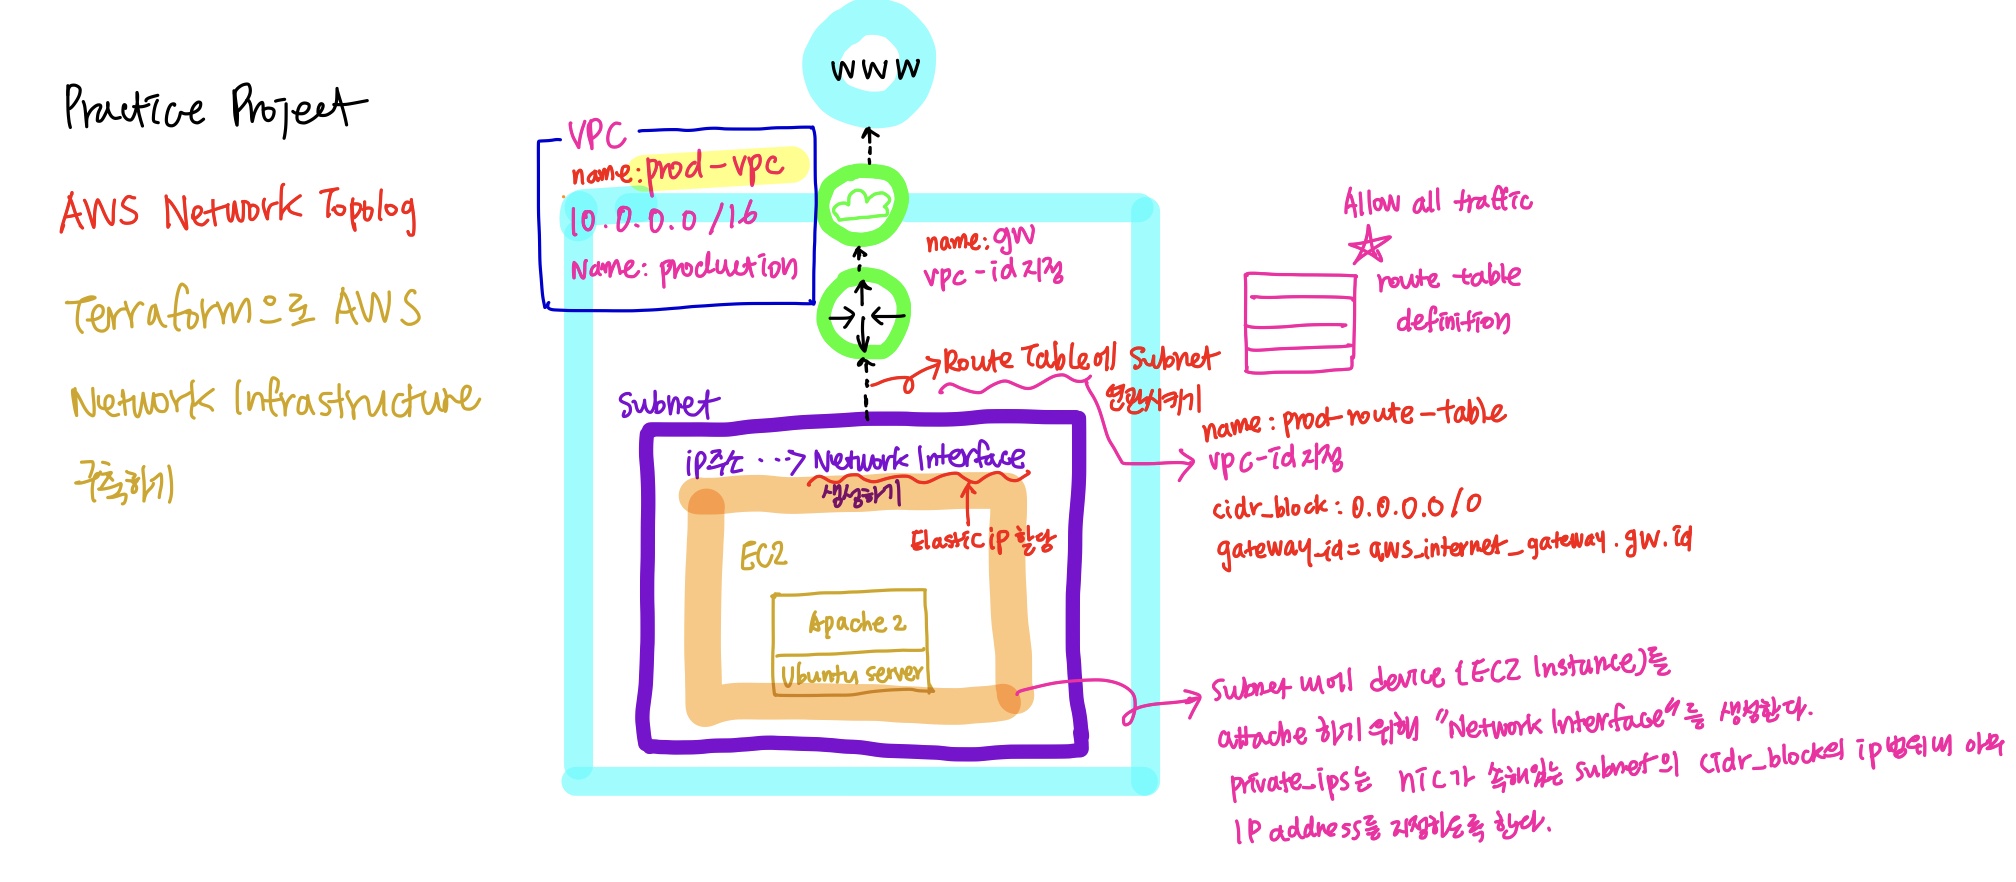 Practice Project
AWS Network Topolog
Terraform으로 AWS
Network Infrastructure
구축하기
www
VPC
name: prod-vpc
10.0.0.0/16
Name: production
name: gw
vpc-id 지정
Allow all traffic
route table
definition
Route Table에 Subnet
연관시키기
name: prod-route-table
vpc-id 지정
cidr_block: 0.0.0.0/0
gateway_id= aws_internet_gateway.gw.id
Subnet
ip주소 ···→ Network Interface
생성하기
Elastic ip 할당
EC2
Apache 2
Ubuntu server
Subnet 내에 device (EC2 Instance)를
attache 하기 위해 "Network Interface"를 생성한다.
private_ips는 nic가 속해있는 subnet의 cidr_block의 ip 범위내 아무
IP address를 지정하도록 한다.